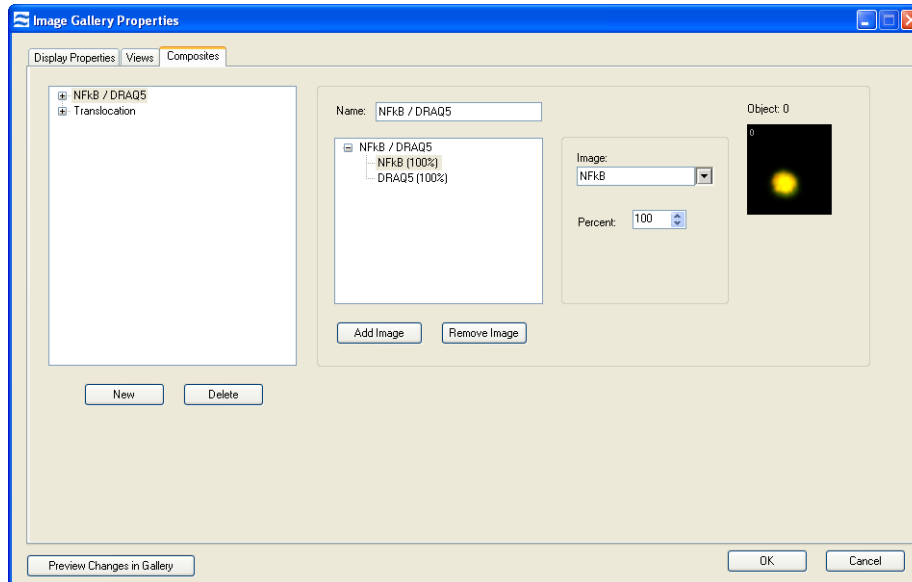 Image Gallery Properties
Display Properties Views Composites
NFkB / DRAQ5
Translocation
Name: NFkB / DRAQ5
NFkB / DRAQ5
NFkB (100%)
DRAQ5 (100%)
Add Image Remove Image
Image:
NFkB
Percent: 100
Object: 0
0
New Delete
Preview Changes in Gallery OK Cancel